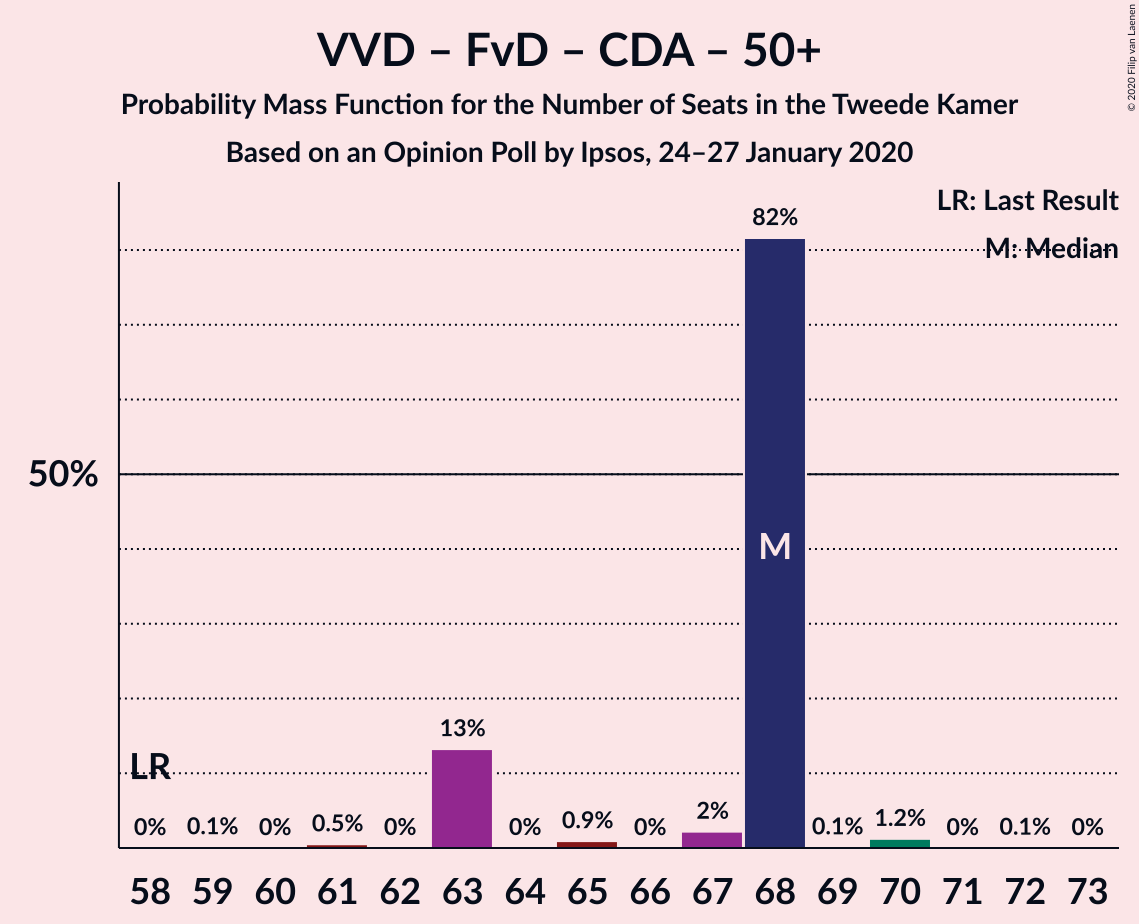 VVD – FvD – CDA – 50+
Probability Mass Function for the Number of Seats in the Tweede Kamer
Based on an Opinion Poll by Ipsos, 24–27 January 2020
© 2020 Filip van Laenen
LR: Last Result
M: Median
82%
50%
M
13%
LR
0% 0.1% 0% 0.5% 0% 0% 0.9% 0% 2% 0.1% 1.2% 0% 0.1% 0%
58 59 60 61 62 63 64 65 66 67 68 69 70 71 72 73